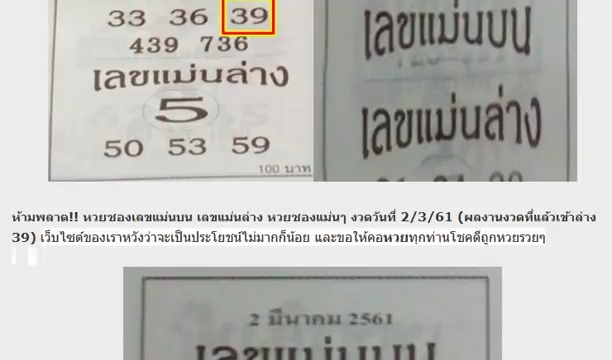 33 36 39
439 736
เลขแม่นล่าง
5
50 53 59
100 บาท
เลขแม่นบน
เลขแม่นล่าง
ห้ามพลาด!! หวยซองเลขแม่นบน เลขแม่นล่าง หวยซองแม่นๆ งวดวันที่ 2/3/61 (ผลงานงวดที่แล้วเข้าล่าง
39) เว็บไซต์ของเราหวังว่าจะเป็นประโยชน์ไม่มากก็น้อย และขอให้คอหวยทุกท่านโชคดีถูกหวยรวยๆ
2 มีนาคม 2561
เลขแม่นบน